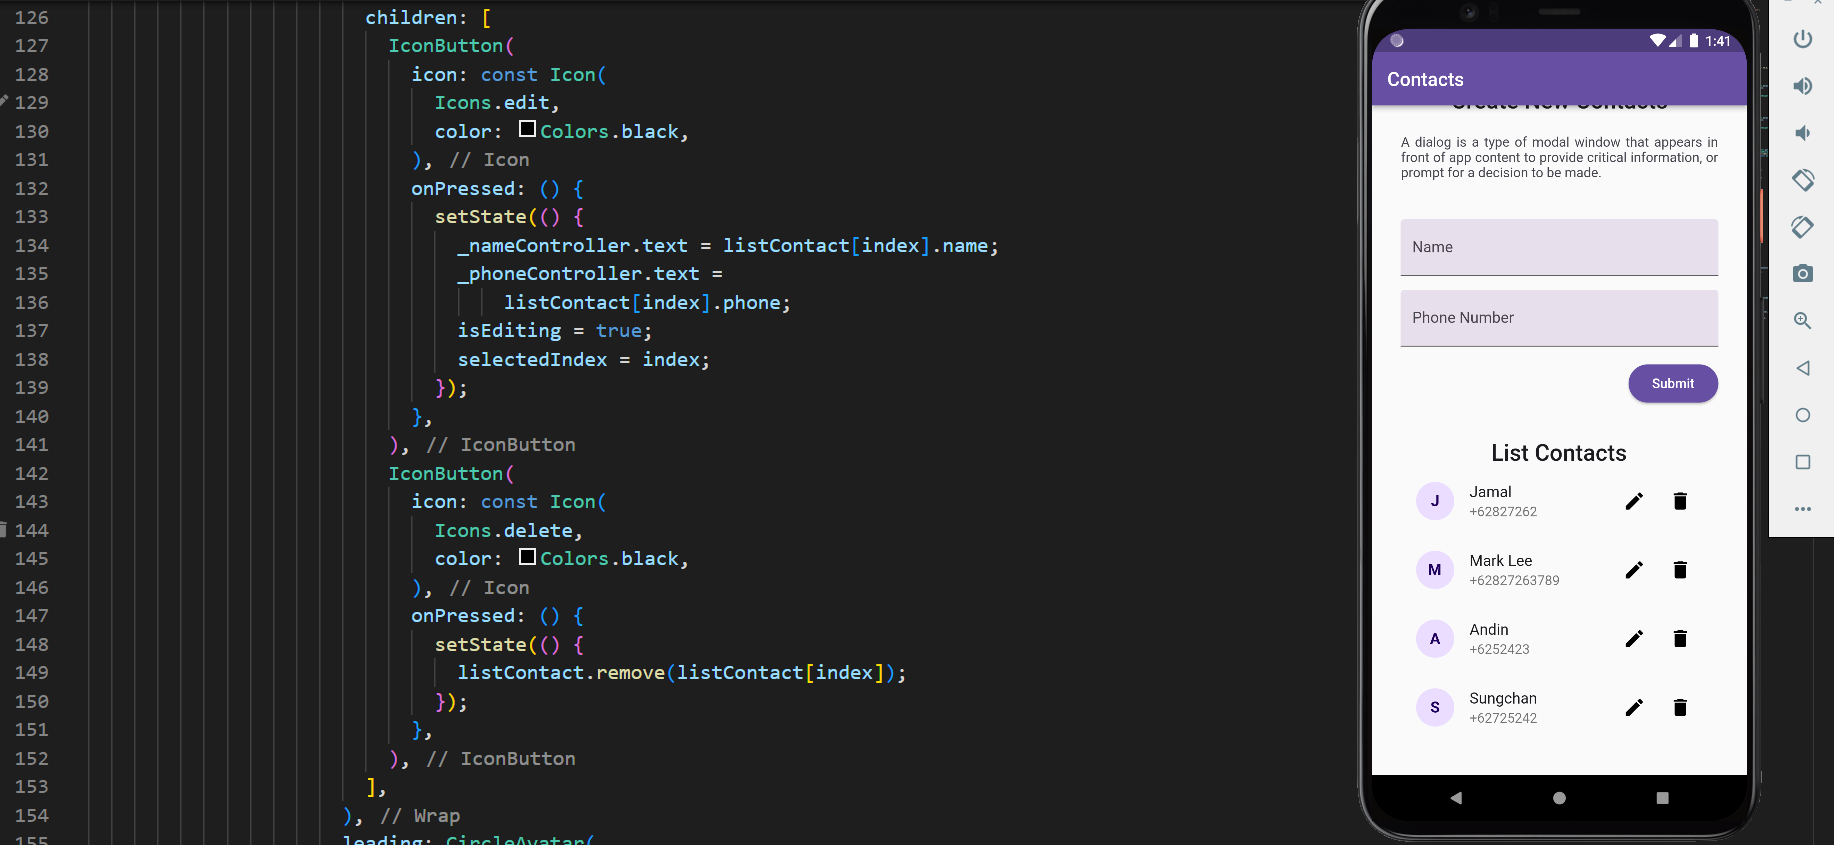 126 children: [
127 IconButton(
128 icon: const Icon(
129 Icons.edit,
130 color: Colors.black,
131 ), // Icon
132 onPressed: () {
133 setState(() {
134 _nameController.text = listContact[index].name;
135 _phoneController.text =
136 listContact[index].phone;
137 isEditing = true;
138 selectedIndex = index;
139 });
140 },
141 ), // IconButton
142 IconButton(
143 icon: const Icon(
144 Icons.delete,
145 color: Colors.black,
146 ), // Icon
147 onPressed: () {
148 setState(() {
149 listContact.remove(listContact[index]);
150 });
151 },
152 ), // IconButton
153 ],
154 ), // Wrap
155 leading: CircleAvatar(
1:41
Contacts
Create New Contacts
A dialog is a type of modal window that appears in
front of app content to provide critical information, or
prompt for a decision to be made.
Name
Phone Number
Submit
List Contacts
J
Jamal
+62827262
M
Mark Lee
+62827263789
A
Andin
+6252423
S
Sungchan
+62725242